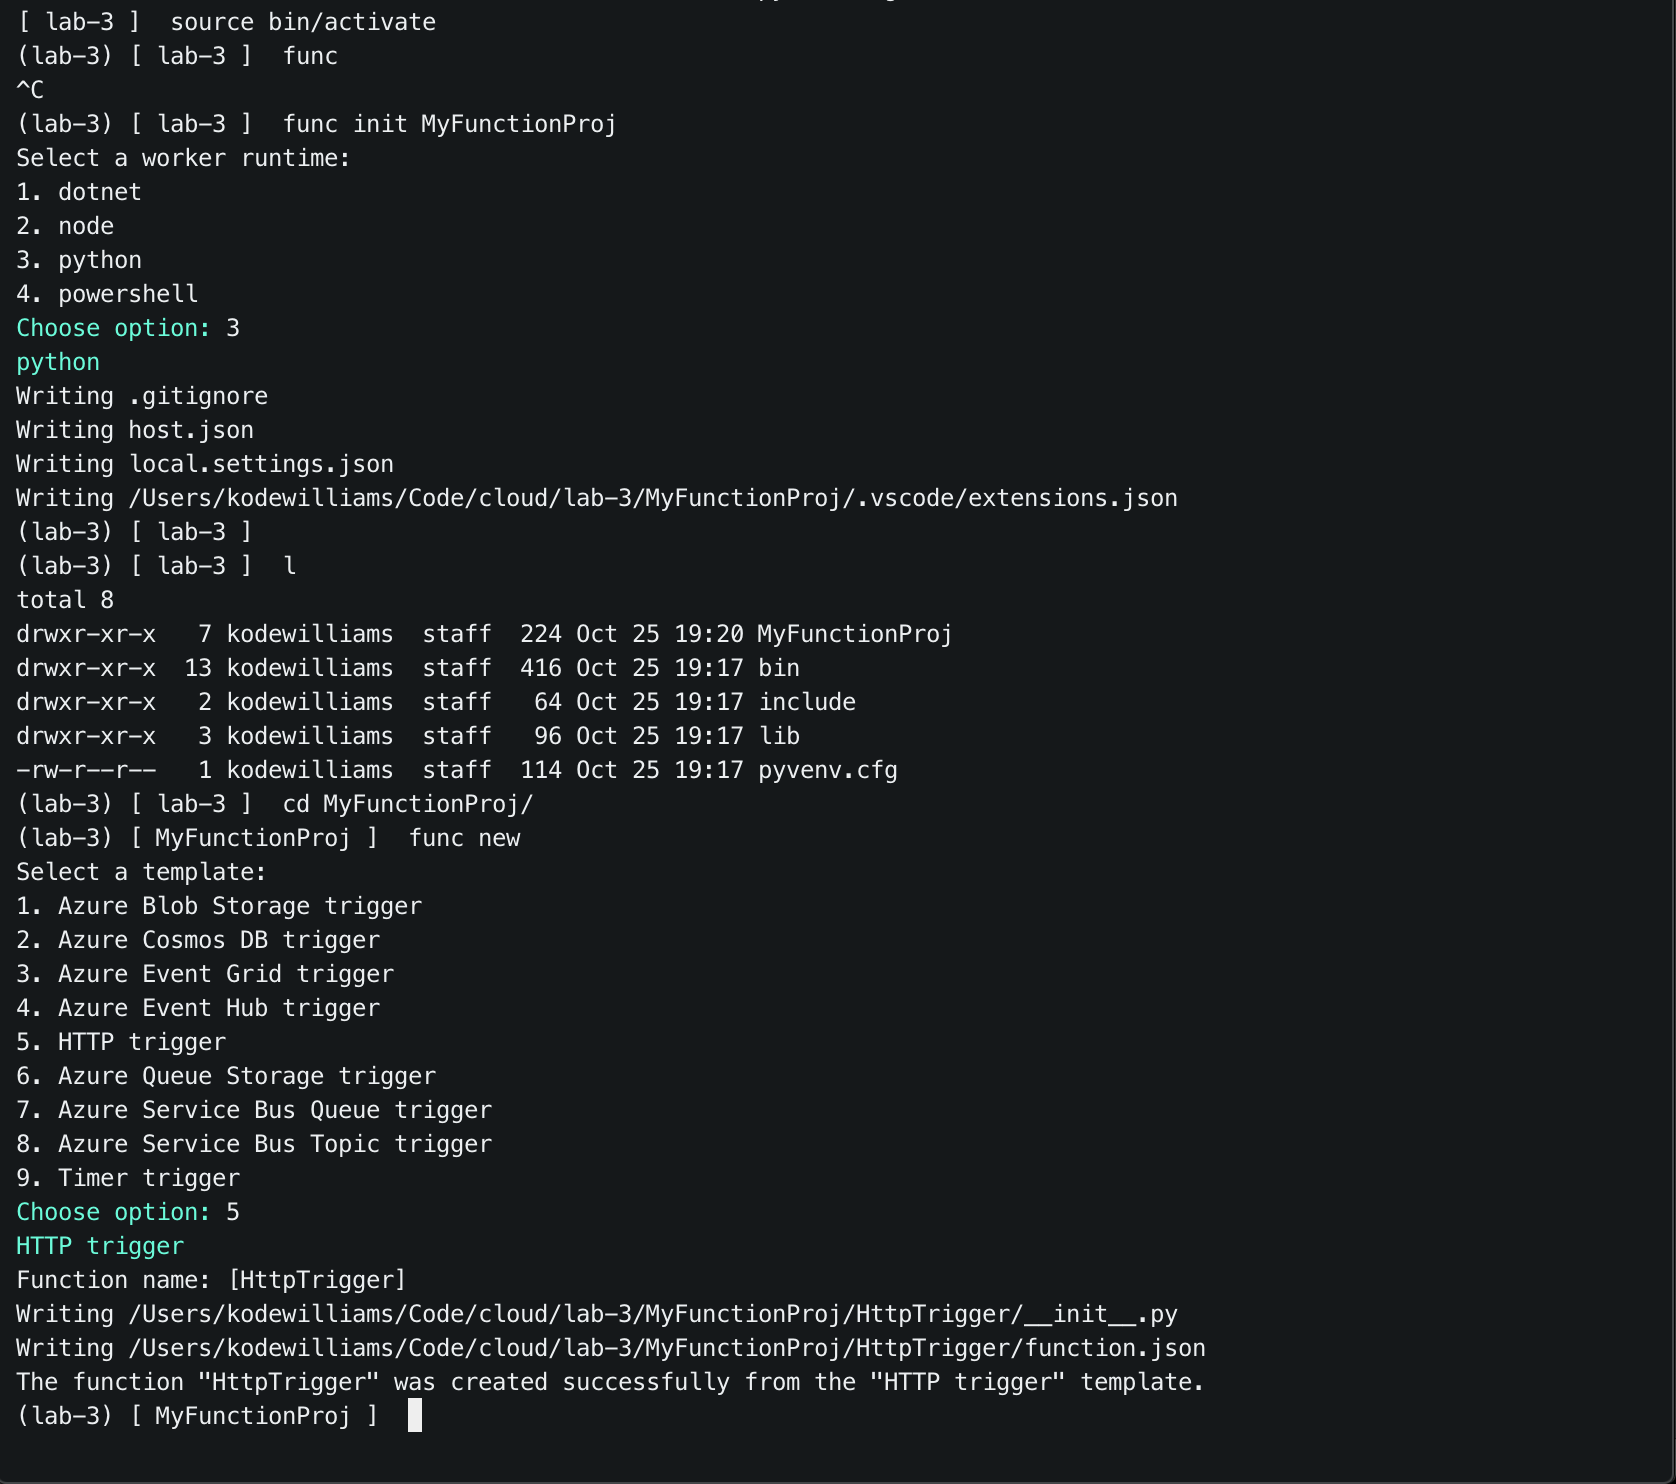 [ lab-3 ]  source bin/activate
(lab-3) [ lab-3 ]  func
^C
(lab-3) [ lab-3 ]  func init MyFunctionProj
Select a worker runtime:
1. dotnet
2. node
3. python
4. powershell
Choose option: 3
python
Writing .gitignore
Writing host.json
Writing local.settings.json
Writing /Users/kodewilliams/Code/cloud/lab-3/MyFunctionProj/.vscode/extensions.json
(lab-3) [ lab-3 ]
(lab-3) [ lab-3 ]  l
total 8
drwxr-xr-x   7 kodewilliams  staff  224 Oct 25 19:20 MyFunctionProj
drwxr-xr-x  13 kodewilliams  staff  416 Oct 25 19:17 bin
drwxr-xr-x   2 kodewilliams  staff   64 Oct 25 19:17 include
drwxr-xr-x   3 kodewilliams  staff   96 Oct 25 19:17 lib
-rw-r--r--   1 kodewilliams  staff  114 Oct 25 19:17 pyvenv.cfg
(lab-3) [ lab-3 ]  cd MyFunctionProj/
(lab-3) [ MyFunctionProj ]  func new
Select a template:
1. Azure Blob Storage trigger
2. Azure Cosmos DB trigger
3. Azure Event Grid trigger
4. Azure Event Hub trigger
5. HTTP trigger
6. Azure Queue Storage trigger
7. Azure Service Bus Queue trigger
8. Azure Service Bus Topic trigger
9. Timer trigger
Choose option: 5
HTTP trigger
Function name: [HttpTrigger]
Writing /Users/kodewilliams/Code/cloud/lab-3/MyFunctionProj/HttpTrigger/__init__.py
Writing /Users/kodewilliams/Code/cloud/lab-3/MyFunctionProj/HttpTrigger/function.json
The function "HttpTrigger" was created successfully from the "HTTP trigger" template.
(lab-3) [ MyFunctionProj ]